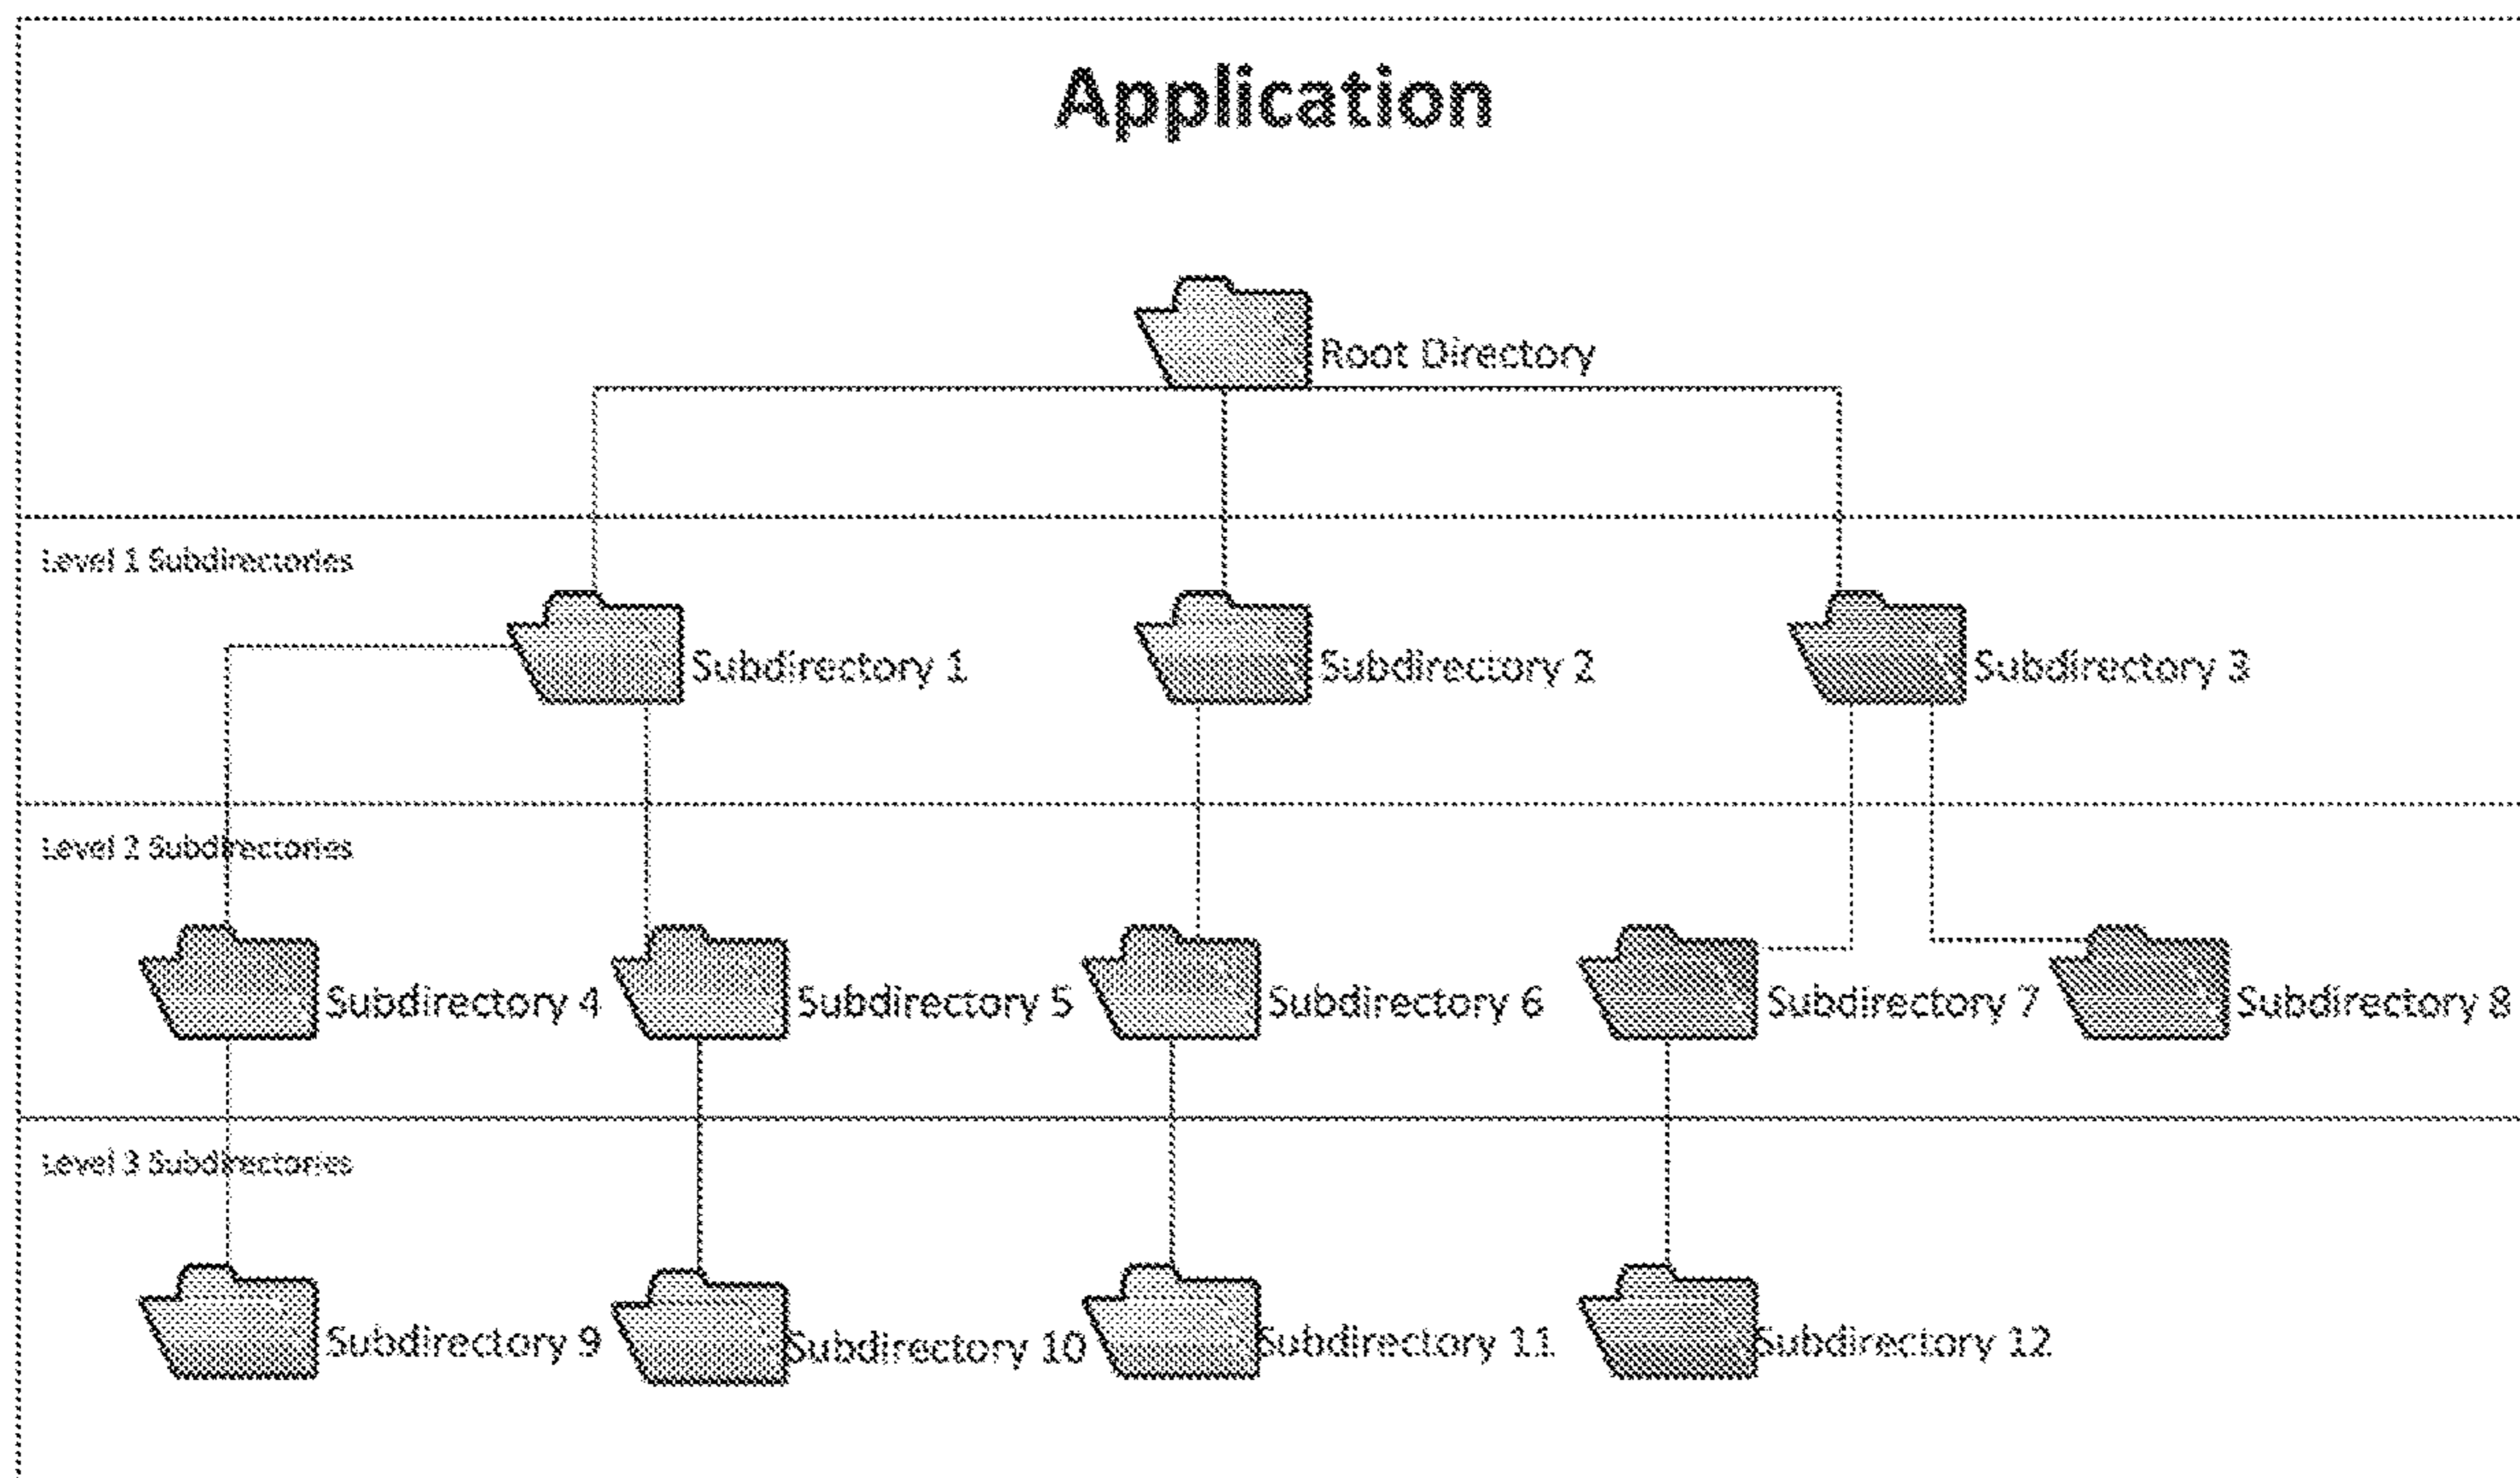 Application
Root Directory
Level 1 Subdirectories
Subdirectory 1
Subdirectory 2
Subdirectory 3
Level 2 Subdirectories
Subdirectory 4
Subdirectory 5
Subdirectory 6
Subdirectory 7
Subdirectory 8
Level 3 Subdirectories
Subdirectory 9
Subdirectory 10
Subdirectory 11
Subdirectory 12